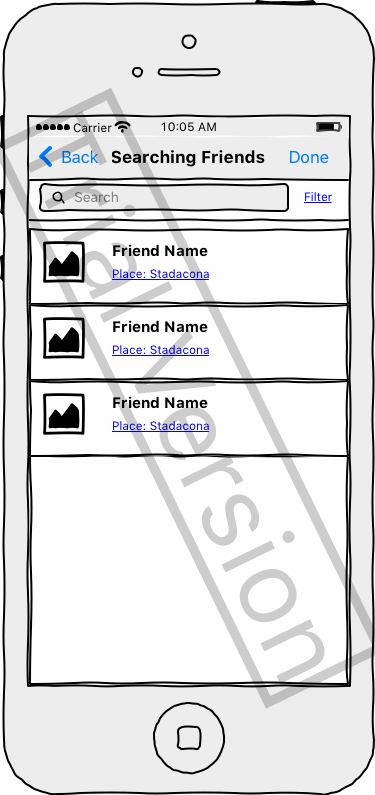 Carrier 10:05 AM
Back Searching Friends Done
Search Filter
Friend Name
Place: Stadacona
Friend Name
Place: Stadacona
Friend Name
Place: Stadacona
Trial Version